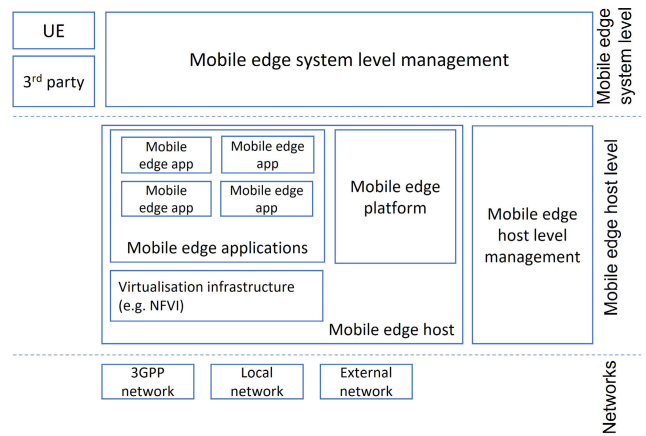 UE
3rd party
Mobile edge system level management
Mobile edge
system level
Mobile
edge app
Mobile edge
app
Mobile
edge app
Mobile edge
app
Mobile edge applications
Mobile edge
platform
Virtualisation infrastructure
(e.g. NFVI)
Mobile edge host
Mobile edge
host level
management
Mobile edge host level
3GPP
network
Local
network
External
network
Networks